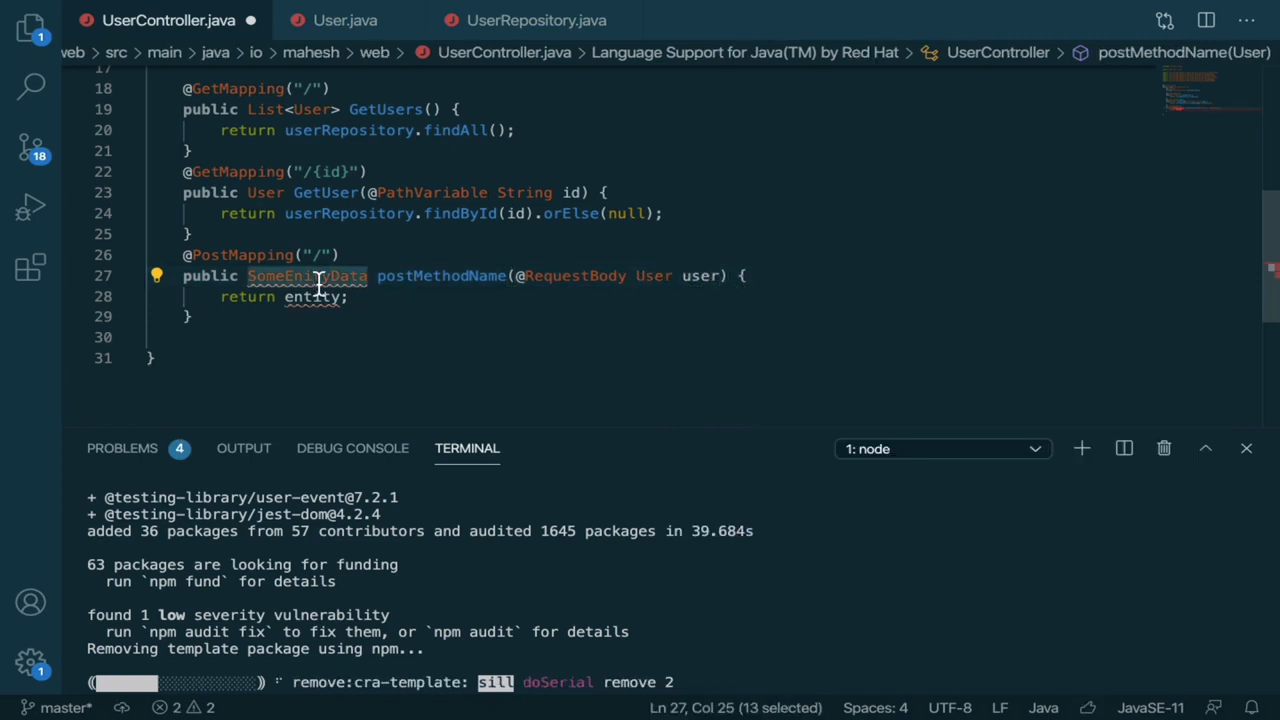 UserController.java
User.java
UserRepository.java
web > src > main > java > io > mahesh > web > UserController.java > Language Support for Java(TM) by Red Hat > UserController > postMethodName(User)
17
18 @GetMapping("/")
19 public List<User> GetUsers() {
20 return userRepository.findAll();
21 }
22 @GetMapping("/{id}")
23 public User GetUser(@PathVariable String id) {
24 return userRepository.findById(id).orElse(null);
25 }
26 @PostMapping("/")
27 public SomeEnityData postMethodName(@RequestBody User user) {
28 return entity;
29 }
30
31 }
1
18
1
PROBLEMS 4 OUTPUT DEBUG CONSOLE TERMINAL 1: node
+ @testing-library/user-event@7.2.1
+ @testing-library/jest-dom@4.2.4
added 36 packages from 57 contributors and audited 1645 packages in 39.684s
63 packages are looking for funding
run `npm fund` for details
found 1 low severity vulnerability
run `npm audit fix` to fix them, or `npm audit` for details
Removing template package using npm...
remove:cra-template: sill doSerial remove 2
master* 2 2 Ln 27, Col 25 (13 selected) Spaces: 4 UTF-8 LF Java JavaSE-11